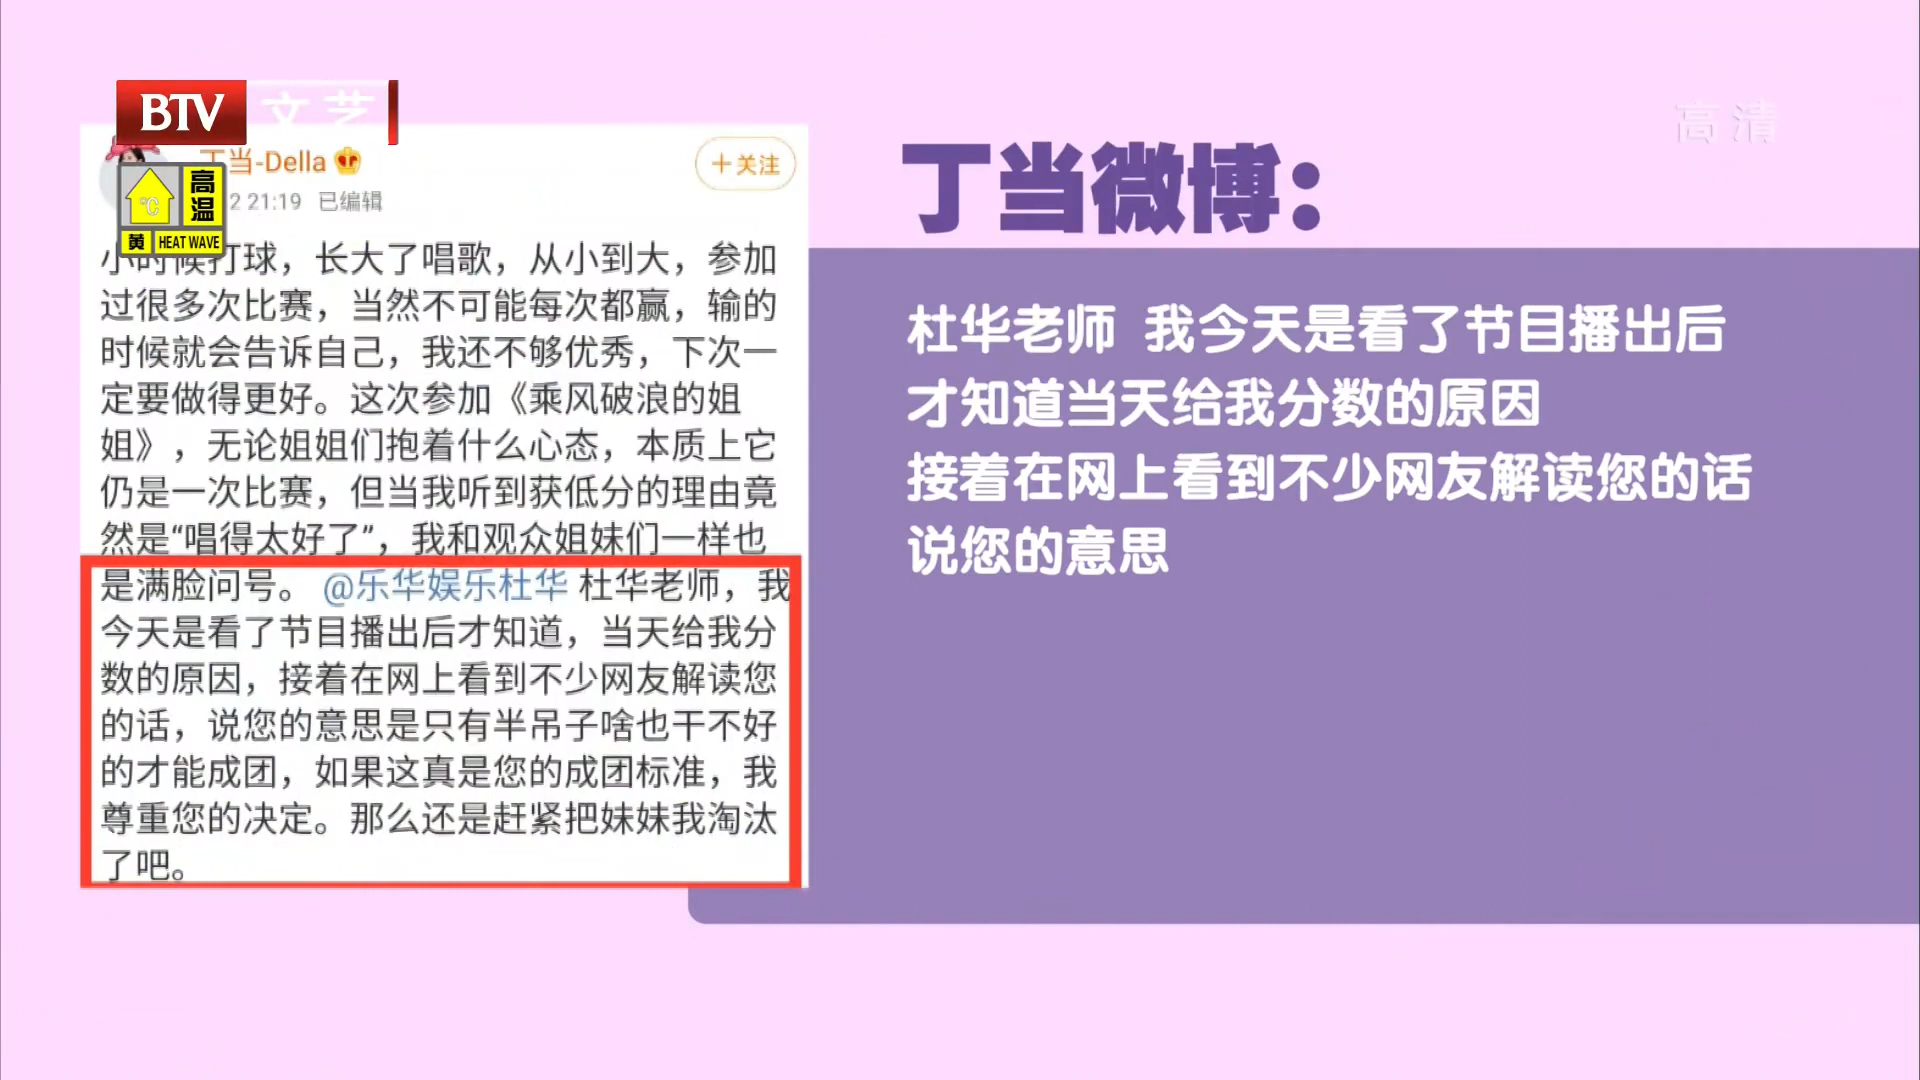 BTV 文艺
高清
高温
℃
黄 HEAT WAVE
丁当-Della
+关注
2 21:19 已编辑
小时候打球，长大了唱歌，从小到大，参加
过很多次比赛，当然不可能每次都赢，输的
时候就会告诉自己，我还不够优秀，下次一
定要做得更好。这次参加《乘风破浪的姐
姐》，无论姐姐们抱着什么心态，本质上它
仍是一次比赛，但当我听到获低分的理由竟
然是“唱得太好了”，我和观众姐妹们一样也
是满脸问号。 @乐华娱乐杜华 杜华老师，我
今天是看了节目播出后才知道，当天给我分
数的原因，接着在网上看到不少网友解读您
的话，说您的意思是只有半吊子啥也干不好
的才能成团，如果这真是您的成团标准，我
尊重您的决定。那么还是赶紧把妹妹我淘汰
了吧。
丁当微博：
杜华老师 我今天是看了节目播出后
才知道当天给我分数的原因
接着在网上看到不少网友解读您的话
说您的意思